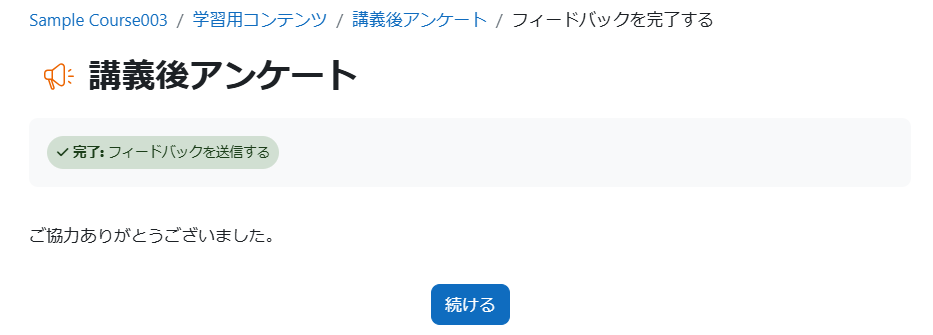 Sample Course003 / 学習用コンテンツ / 講義後アンケート / フィードバックを完了する
講義後アンケート
完了: フィードバックを送信する
ご協力ありがとうございました。
続ける